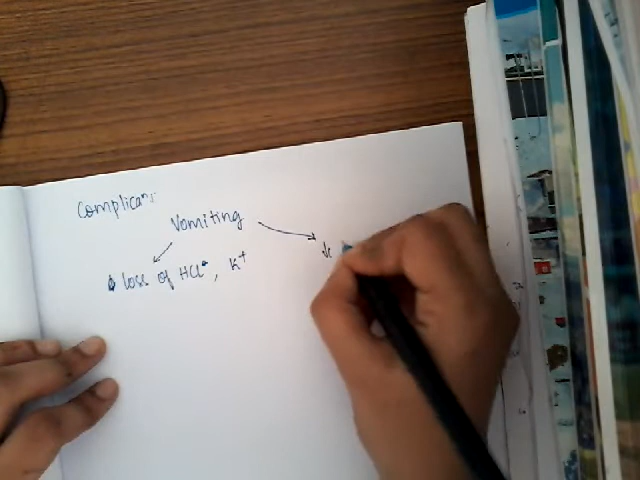 Complicaⁿ:
Vomiting
loss of HCl, K⁺
↓